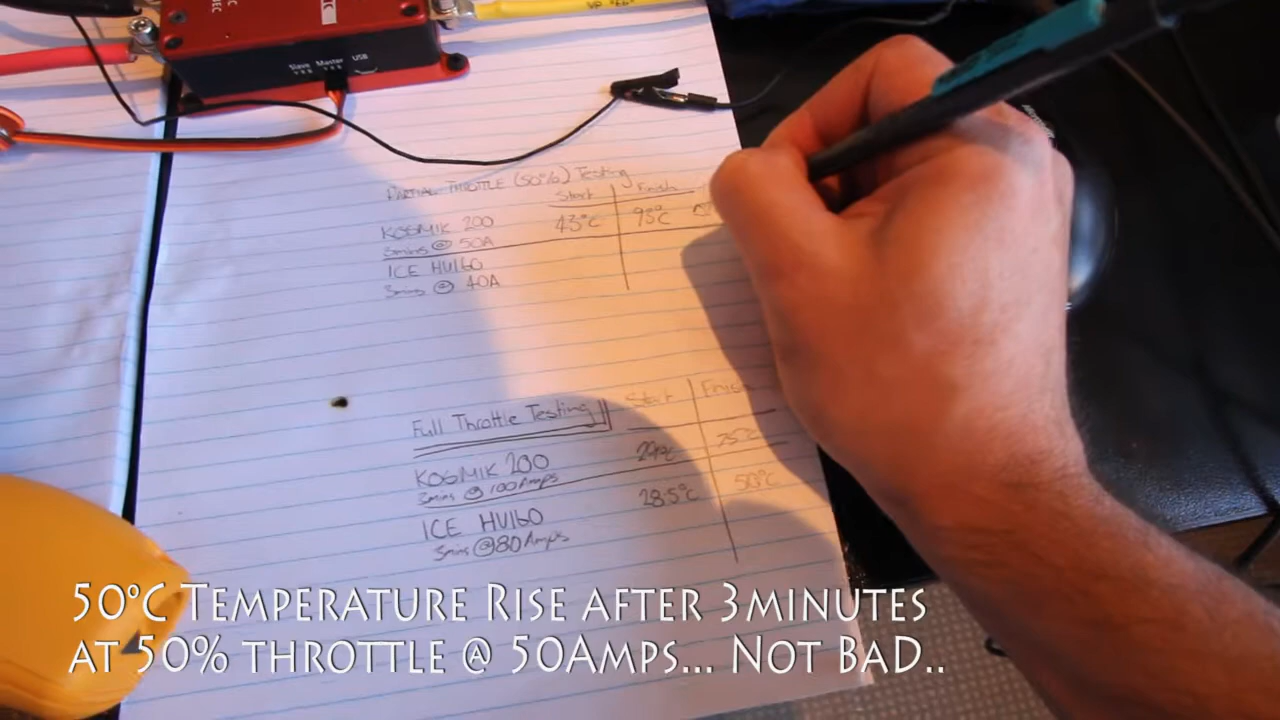 Slave Master USB
PARTIAL THROTTLE (50%) Testing
Start Finish
KOSMIK 200 43°C 93°C
3mins @ 50A
ICE HV160
3mins @ 40A
Start Finish
Full Throttle Testing
KOSMIK 200 29°C 75°C
3mins @ 100Amps
ICE HV160 28.5°C 50°C
3mins @ 80 Amps
50°C Temperature Rise after 3minutes
at 50% throttle @ 50Amps... Not Bad..